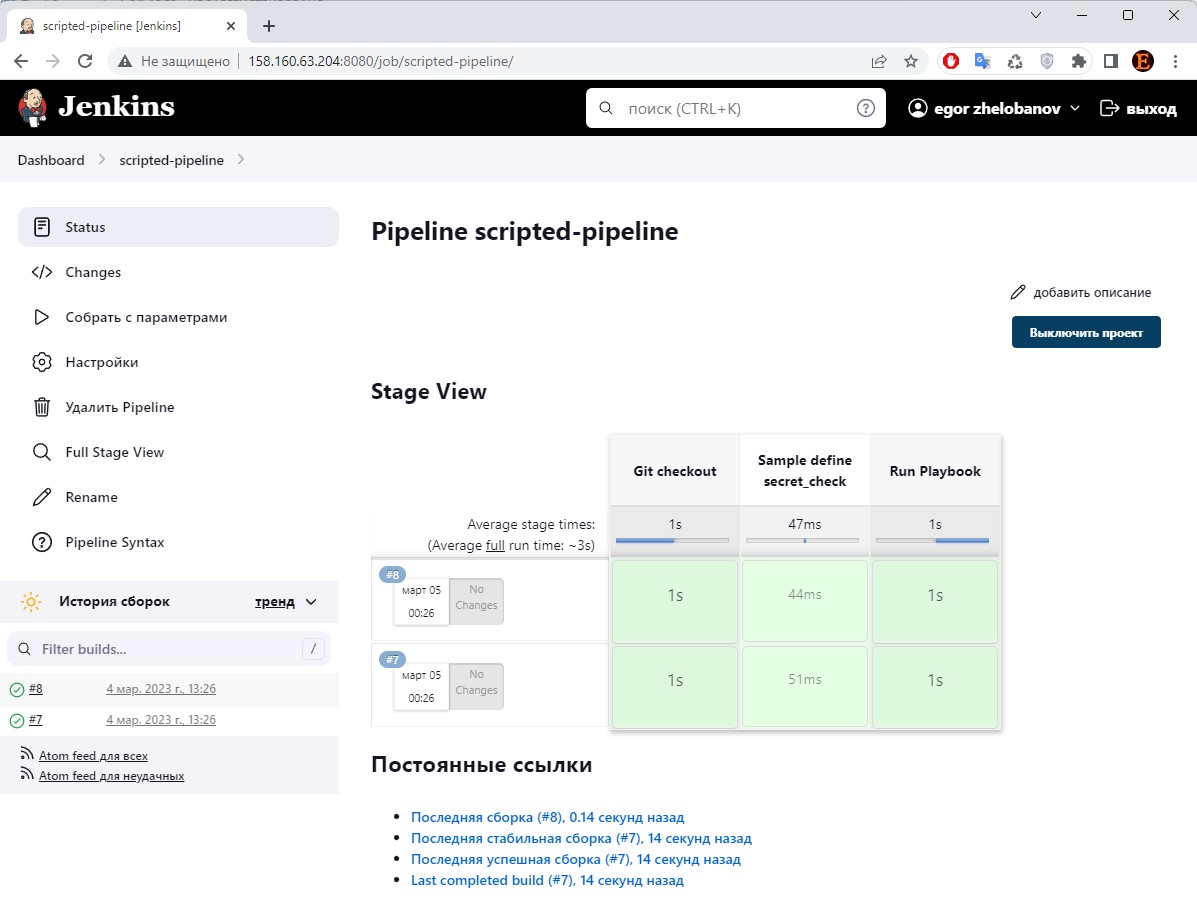 scripted-pipeline [Jenkins]
Не защищено
158.160.63.204:8080/job/scripted-pipeline/
E
Jenkins
поиск (CTRL+K)
?
egor zhelobanov
выход
Dashboard
scripted-pipeline
Status
Changes
Собрать с параметрами
Настройки
Удалить Pipeline
Full Stage View
Rename
Pipeline Syntax
История сборок
тренд
Filter builds...
/
#8
4 мар. 2023 г., 13:26
#7
4 мар. 2023 г., 13:26
Atom feed для всех
Atom feed для неудачных
Pipeline scripted-pipeline
добавить описание
Выключить проект
Stage View
Git checkout
Sample define
secret_check
Run Playbook
Average stage times:
(Average full run time: ~3s)
1s
47ms
1s
#8
март 05
00:26
No
Changes
1s
44ms
1s
#7
март 05
00:26
No
Changes
1s
51ms
1s
Постоянные ссылки
Последняя сборка (#8), 0.14 секунд назад
Последняя стабильная сборка (#7), 14 секунд назад
Последняя успешная сборка (#7), 14 секунд назад
Last completed build (#7), 14 секунд назад